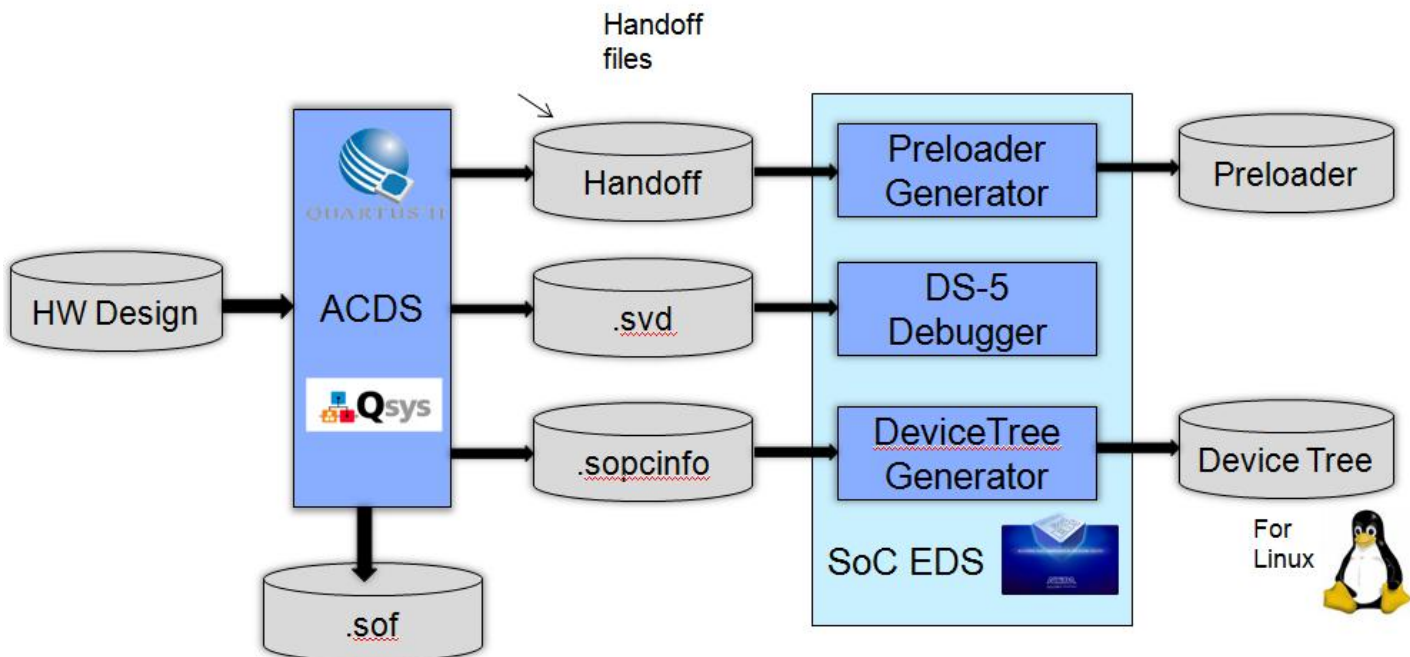 Handoff
files
QUARTUS II
Handoff
Preloader
Generator
Preloader
HW Design
ACDS
.svd
DS-5
Debugger
Qsys
.sopcinfo
DeviceTree
Generator
Device Tree
For
Linux
SoC EDS
.sof